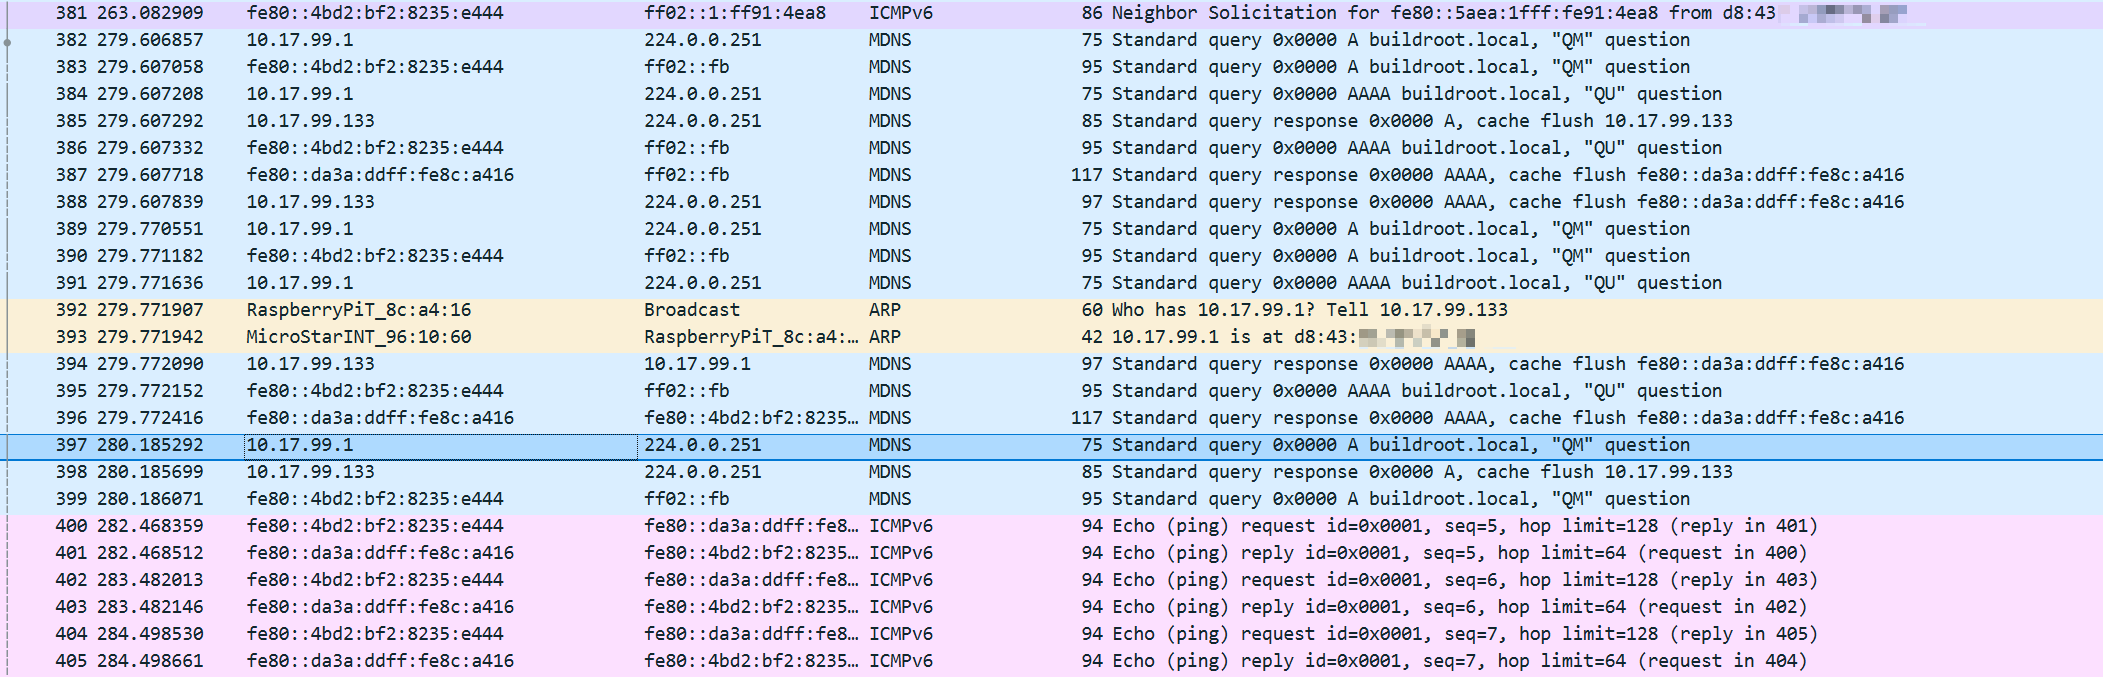 381 263.082909 fe80::4bd2:bf2:8235:e444 ff02::1:ff91:4ea8 ICMPv6 86 Neighbor Solicitation for fe80::5aea:1fff:fe91:4ea8 from d8:43
382 279.606857 10.17.99.1 224.0.0.251 MDNS 75 Standard query 0x0000 A buildroot.local, "QM" question
383 279.607058 fe80::4bd2:bf2:8235:e444 ff02::fb MDNS 95 Standard query 0x0000 A buildroot.local, "QM" question
384 279.607208 10.17.99.1 224.0.0.251 MDNS 75 Standard query 0x0000 AAAA buildroot.local, "QU" question
385 279.607292 10.17.99.133 224.0.0.251 MDNS 85 Standard query response 0x0000 A, cache flush 10.17.99.133
386 279.607332 fe80::4bd2:bf2:8235:e444 ff02::fb MDNS 95 Standard query 0x0000 AAAA buildroot.local, "QU" question
387 279.607718 fe80::da3a:ddff:fe8c:a416 ff02::fb MDNS 117 Standard query response 0x0000 AAAA, cache flush fe80::da3a:ddff:fe8c:a416
388 279.607839 10.17.99.133 224.0.0.251 MDNS 97 Standard query response 0x0000 AAAA, cache flush fe80::da3a:ddff:fe8c:a416
389 279.770551 10.17.99.1 224.0.0.251 MDNS 75 Standard query 0x0000 A buildroot.local, "QM" question
390 279.771182 fe80::4bd2:bf2:8235:e444 ff02::fb MDNS 95 Standard query 0x0000 A buildroot.local, "QM" question
391 279.771636 10.17.99.1 224.0.0.251 MDNS 75 Standard query 0x0000 AAAA buildroot.local, "QU" question
392 279.771907 RaspberryPiT_8c:a4:16 Broadcast ARP 60 Who has 10.17.99.1? Tell 10.17.99.133
393 279.771942 MicroStarINT_96:10:60 RaspberryPiT_8c:a4:… ARP 42 10.17.99.1 is at d8:43:
394 279.772090 10.17.99.133 10.17.99.1 MDNS 97 Standard query response 0x0000 AAAA, cache flush fe80::da3a:ddff:fe8c:a416
395 279.772152 fe80::4bd2:bf2:8235:e444 ff02::fb MDNS 95 Standard query 0x0000 AAAA buildroot.local, "QU" question
396 279.772416 fe80::da3a:ddff:fe8c:a416 fe80::4bd2:bf2:8235… MDNS 117 Standard query response 0x0000 AAAA, cache flush fe80::da3a:ddff:fe8c:a416
397 280.185292 10.17.99.1 224.0.0.251 MDNS 75 Standard query 0x0000 A buildroot.local, "QM" question
398 280.185699 10.17.99.133 224.0.0.251 MDNS 85 Standard query response 0x0000 A, cache flush 10.17.99.133
399 280.186071 fe80::4bd2:bf2:8235:e444 ff02::fb MDNS 95 Standard query 0x0000 A buildroot.local, "QM" question
400 282.468359 fe80::4bd2:bf2:8235:e444 fe80::da3a:ddff:fe8… ICMPv6 94 Echo (ping) request id=0x0001, seq=5, hop limit=128 (reply in 401)
401 282.468512 fe80::da3a:ddff:fe8c:a416 fe80::4bd2:bf2:8235… ICMPv6 94 Echo (ping) reply id=0x0001, seq=5, hop limit=64 (request in 400)
402 283.482013 fe80::4bd2:bf2:8235:e444 fe80::da3a:ddff:fe8… ICMPv6 94 Echo (ping) request id=0x0001, seq=6, hop limit=128 (reply in 403)
403 283.482146 fe80::da3a:ddff:fe8c:a416 fe80::4bd2:bf2:8235… ICMPv6 94 Echo (ping) reply id=0x0001, seq=6, hop limit=64 (request in 402)
404 284.498530 fe80::4bd2:bf2:8235:e444 fe80::da3a:ddff:fe8… ICMPv6 94 Echo (ping) request id=0x0001, seq=7, hop limit=128 (reply in 405)
405 284.498661 fe80::da3a:ddff:fe8c:a416 fe80::4bd2:bf2:8235… ICMPv6 94 Echo (ping) reply id=0x0001, seq=7, hop limit=64 (request in 404)